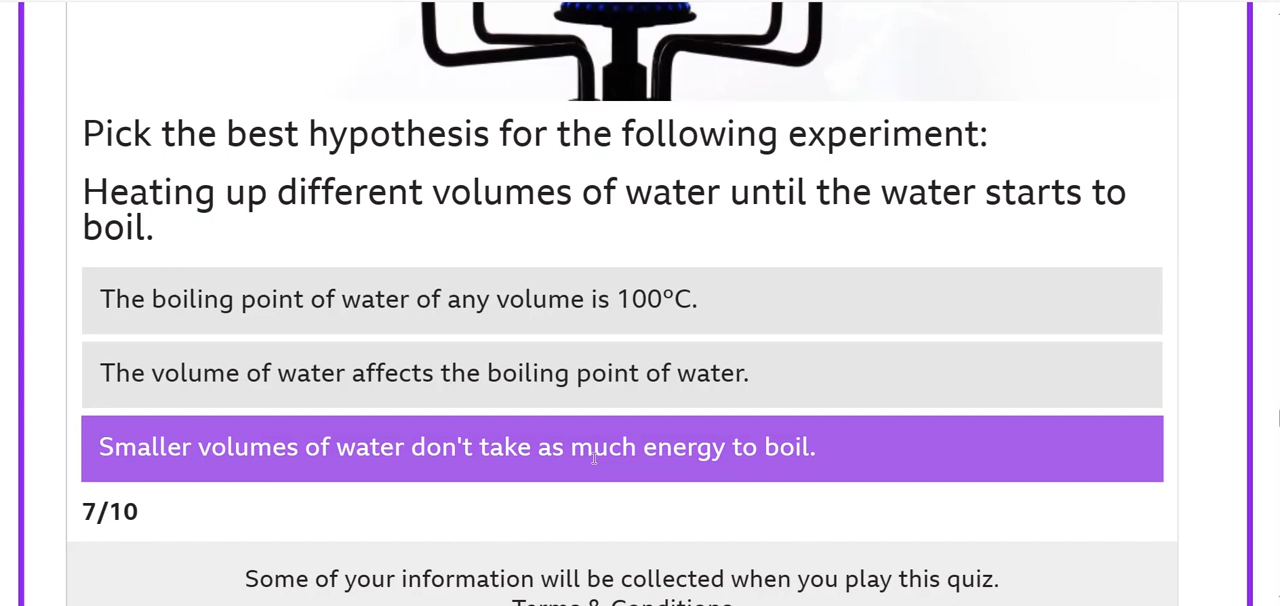 Pick the best hypothesis for the following experiment:
Heating up different volumes of water until the water starts to
boil.
The boiling point of water of any volume is 100ºC.
The volume of water affects the boiling point of water.
Smaller volumes of water don't take as much energy to boil.
7/10
Some of your information will be collected when you play this quiz.
Terms & Conditions